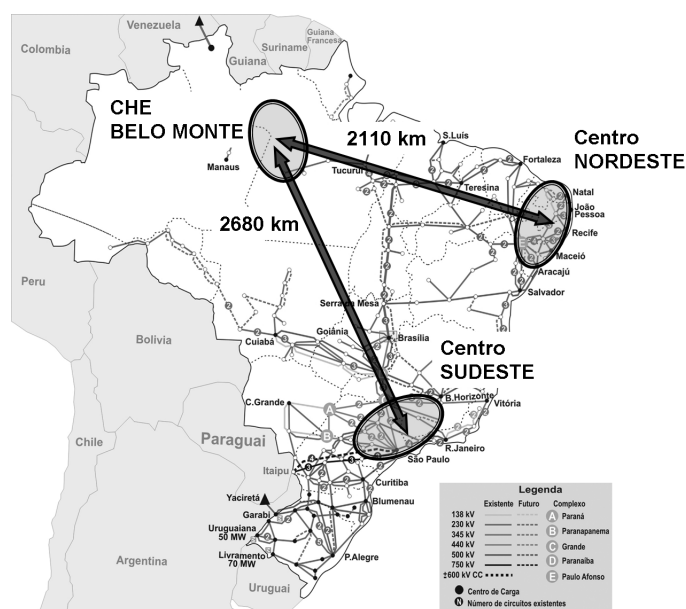 Venezuela
Colombia
Guiana
Suriname
Guiana
Francesa
CHE
BELO MONTE
2110 km
Centro
NORDESTE
Manaus
Tucuruí
S.Luís
Fortaleza
Teresina
Natal
João
Pessoa
Recife
Maceió
Aracajú
Salvador
2680 km
Peru
Serra da Mesa
Bolívia
Cuiabá
Goiânia
Brasília
Centro
SUDESTE
C.Grande
B.Horizonte
Vitória
A
B
Chile
Paraguai
R.Janeiro
São Paulo
Itaipu
Curitiba
Blumenau
Yaciretá
Garabi
Uruguaiana
50 MW
Livramento
70 MW
P.Alegre
Argentina
Uruguai
Legenda
Existente Futuro Complexo
138 kV
230 kV
345 kV
440 kV
500 kV
750 kV
±600 kV CC
A Paraná
B Paranapanema
C Grande
D Paranaiba
E Paulo Afonso
Centro de Carga
N Número de circuitos existentes